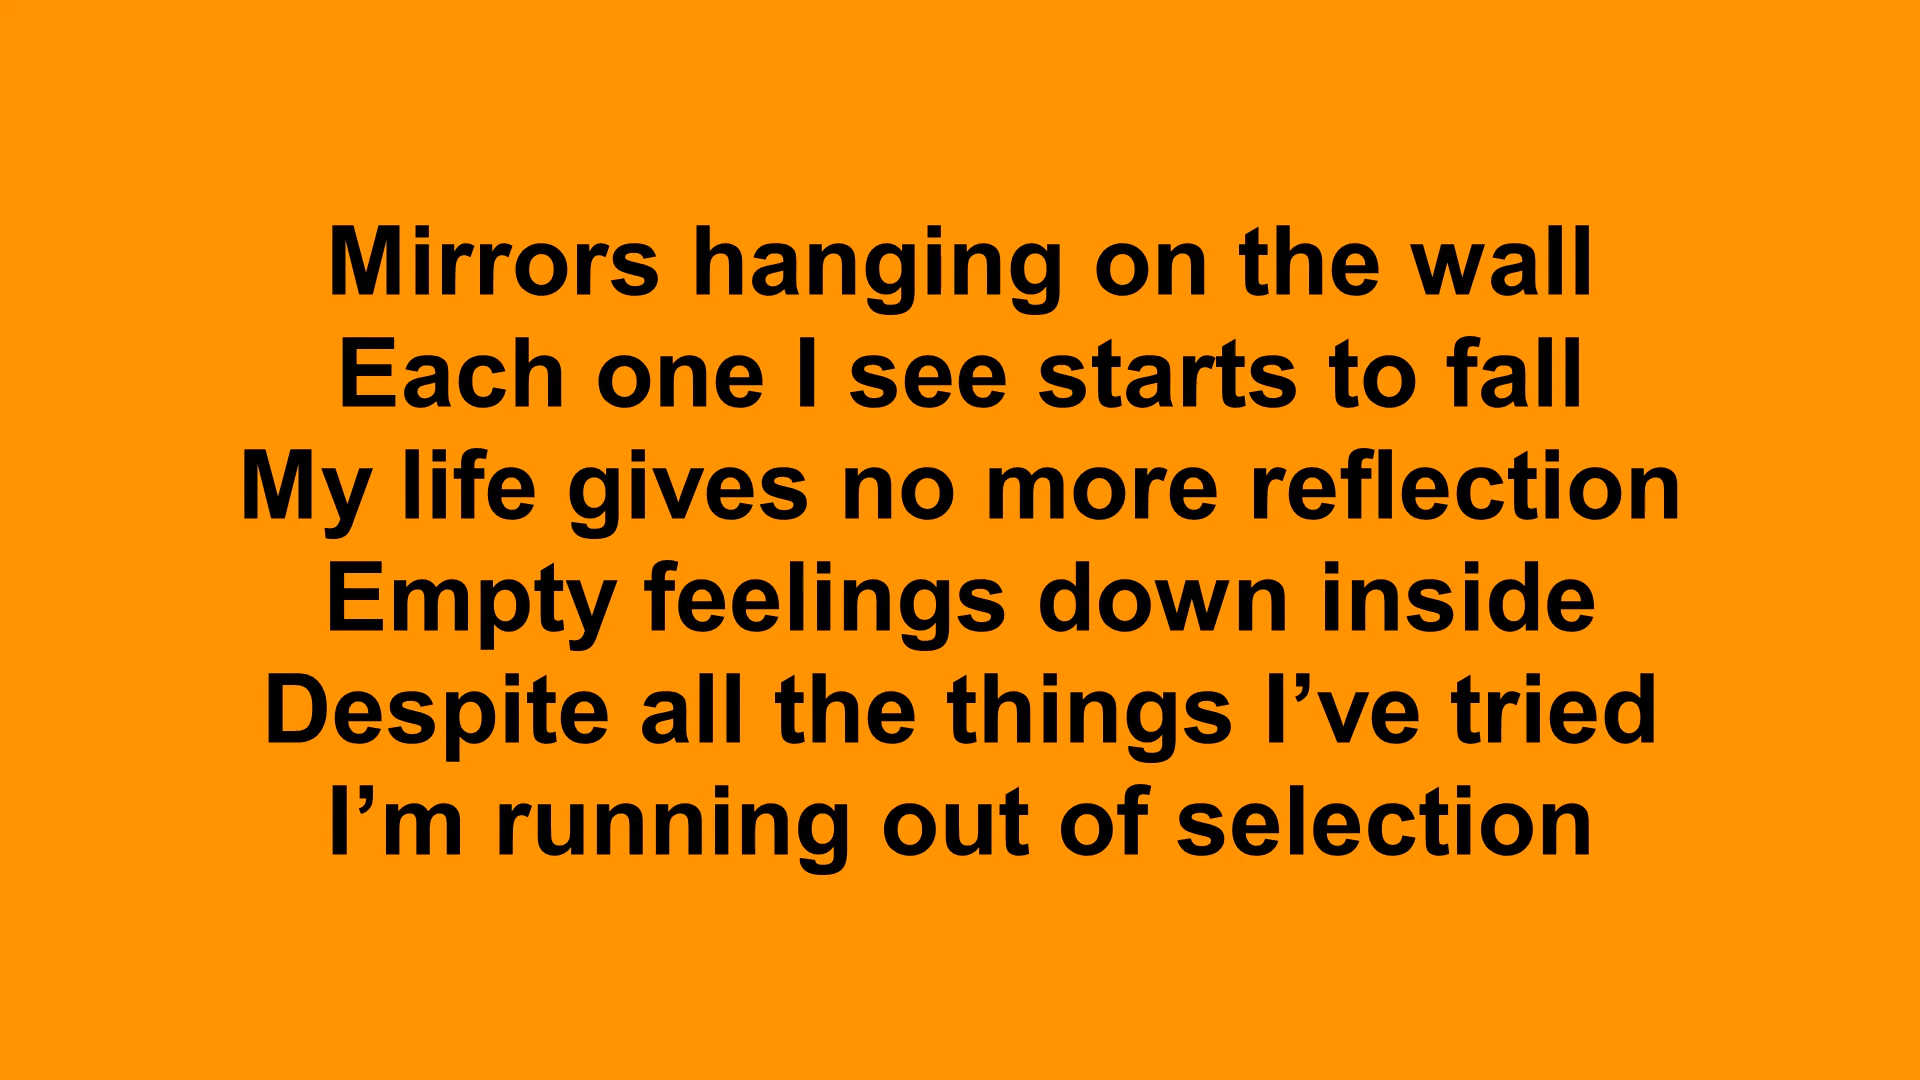 Mirrors hanging on the wall
Each one I see starts to fall
My life gives no more reflection
Empty feelings down inside
Despite all the things I’ve tried
I’m running out of selection